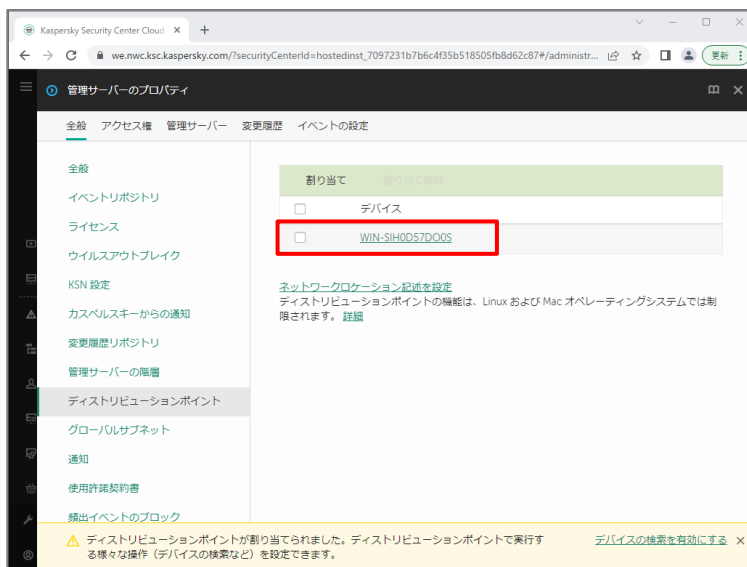 Kaspersky Security Center Cloud
we.nwc.ksc.kaspersky.com/?securityCenterId=hostedinst_7097231b7b6c4f35b518505fb8d62c87#/administr...
更新
管理サーバーのプロパティ
全般 アクセス権 管理サーバー 変更履歴 イベントの設定
全般
イベントリポジトリ
ライセンス
ウイルスアウトブレイク
KSN 設定
カスペルスキーからの通知
変更履歴リポジトリ
管理サーバーの階層
ディストリビューションポイント
グローバルサブネット
通知
使用許諾契約書
頻出イベントのブロック
割り当て 割り当て解除
デバイス
WIN-SIH0D57DO0S
ネットワークロケーション記述を設定
ディストリビューションポイントの機能は、Linux および Mac オペレーティングシステムでは制
限されます。 詳細
ディストリビューションポイントが割り当てられました。ディストリビューションポイントで実行す
る様々な操作（デバイスの検索など）を設定できます。
デバイスの検索を有効にする